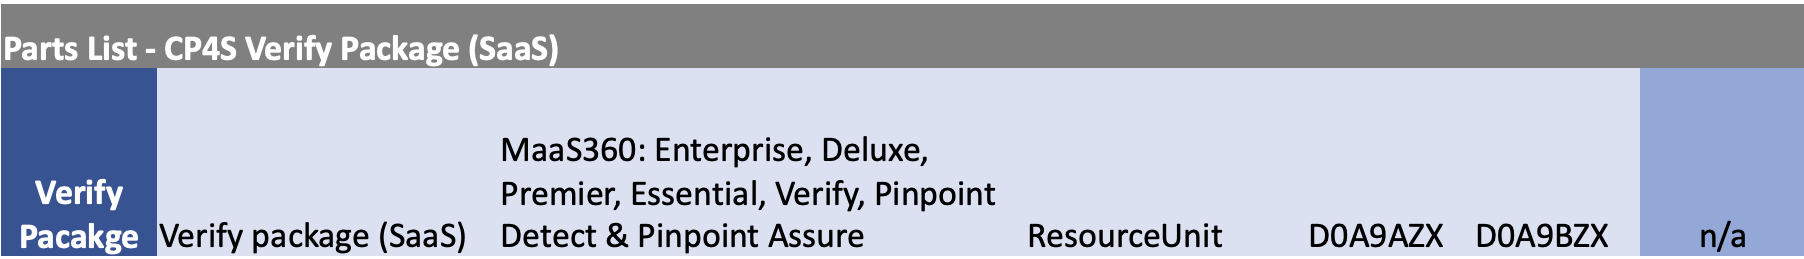 Parts List - CP4S Verify Package (SaaS)
Verify
Pacakge
Verify package (SaaS)
MaaS360: Enterprise, Deluxe,
Premier, Essential, Verify, Pinpoint
Detect & Pinpoint Assure
ResourceUnit
D0A9AZX
D0A9BZX
n/a